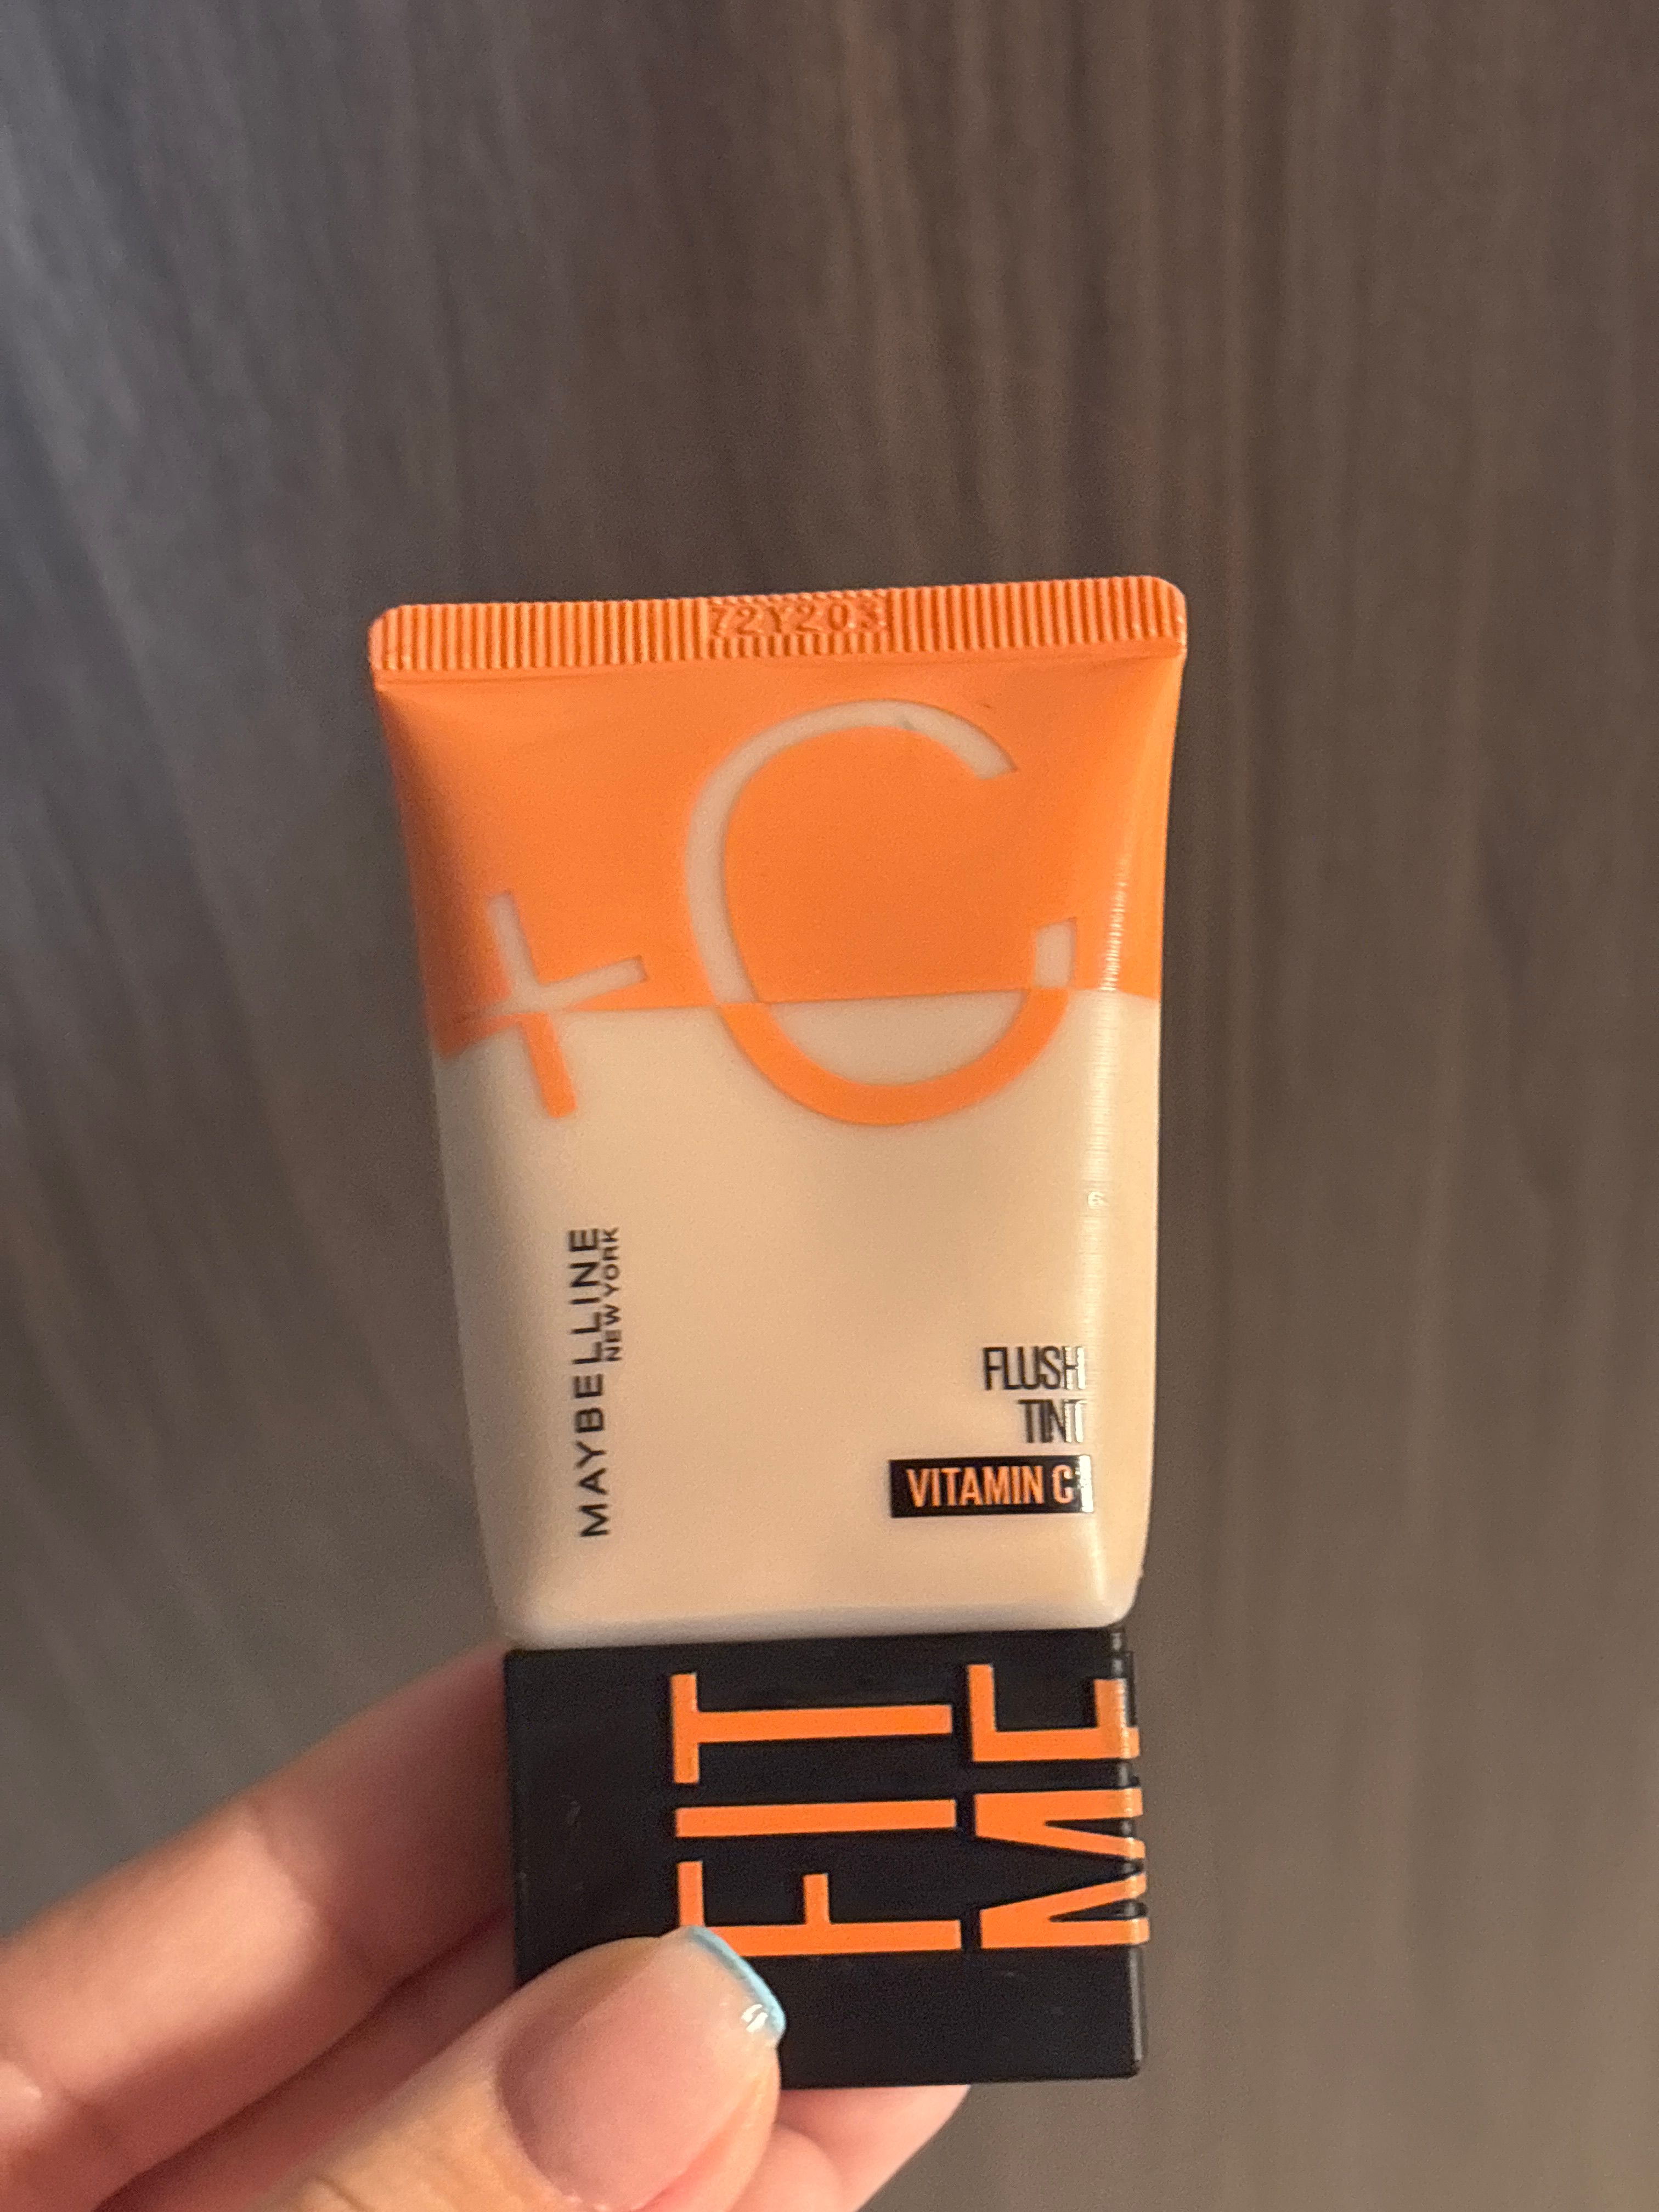 72Y203
+C
MAYBELLINE
NEW YORK
FLUSH
TINT
VITAMIN C
FIT
ME